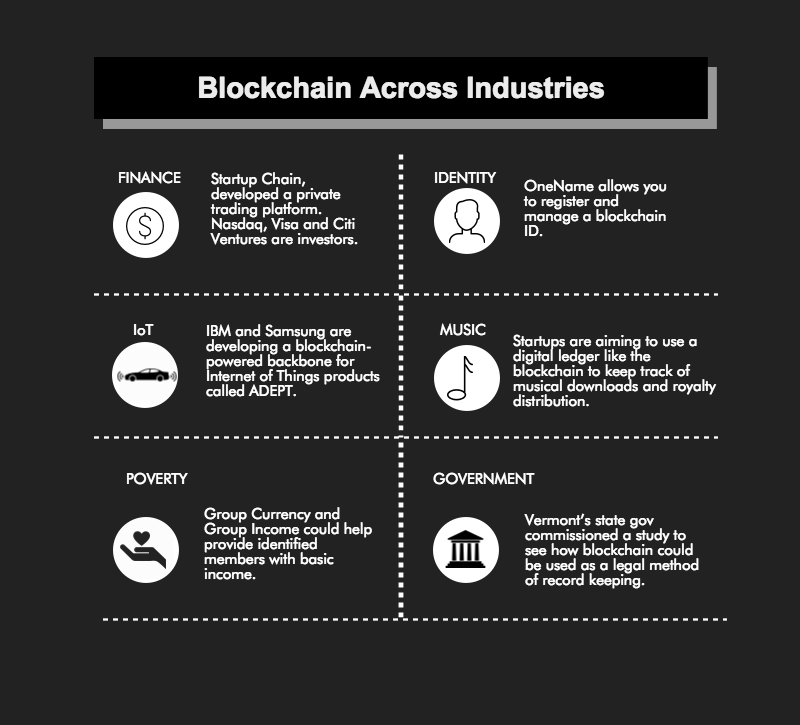 Blockchain Across Industries
FINANCE
Startup Chain,
developed a private
trading platform.
Nasdaq, Visa and Citi
Ventures are investors.
IDENTITY
OneName allows you
to register and
manage a blockchain
ID.
IoT
IBM and Samsung are
developing a blockchain-
powered backbone for
Internet of Things products
called ADEPT.
MUSIC
Startups are aiming to use a
digital ledger like the
blockchain to keep track of
musical downloads and royalty
distribution.
POVERTY
Group Currency and
Group Income could help
provide identified
members with basic
income.
GOVERNMENT
Vermont’s state gov
commissioned a study to
see how blockchain could
be used as a legal method
of record keeping.